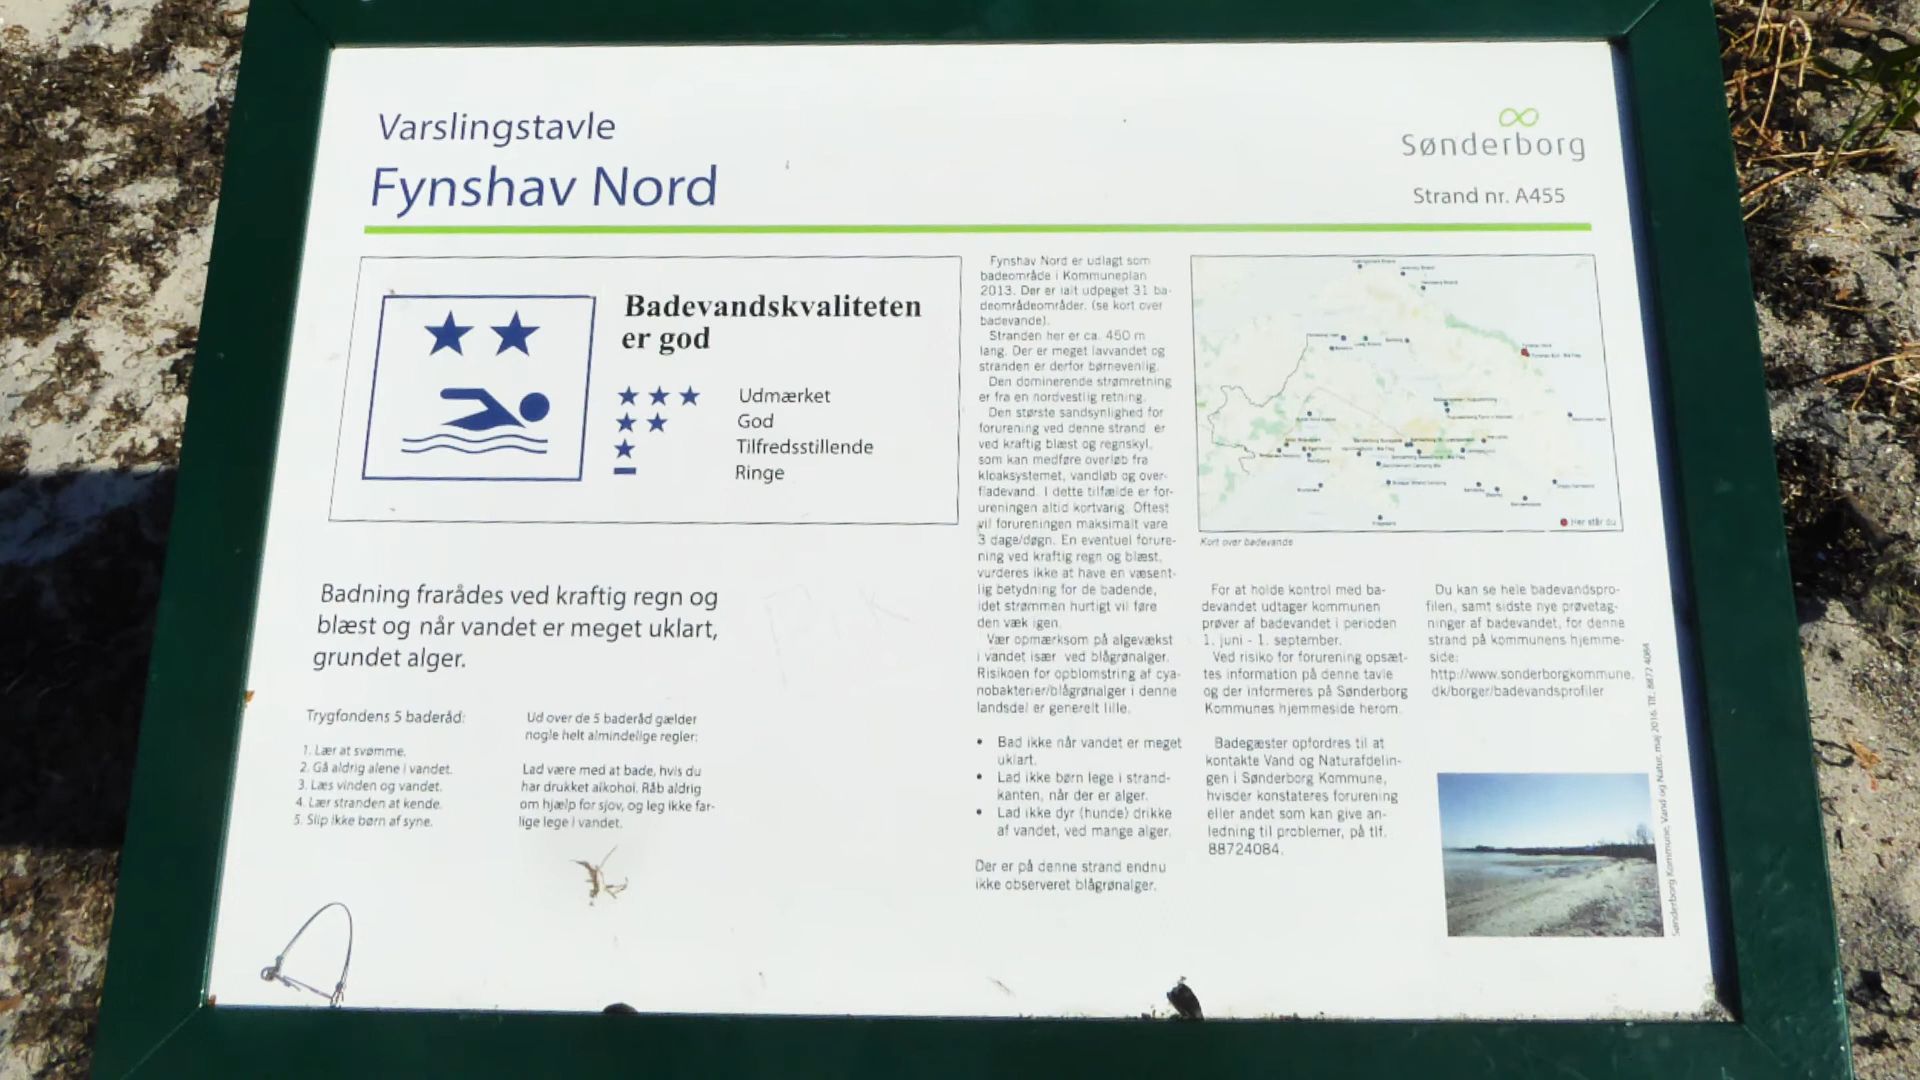 Varslingstavle
Fynshav Nord
Sønderborg
Strand nr. A455
Badevandskvaliteten
er god
Udmærket
God
Tilfredsstillende
Ringe
Badning frarådes ved kraftig regn og
blæst og når vandet er meget uklart,
grundet alger.
Trygfondens 5 baderåd:
1. Lær at svømme.
2. Gå aldrig alene i vandet.
3. Læs vinden og vandet.
4. Lær stranden at kende.
5. Slip ikke børn af syne.
Ud over de 5 baderåd gælder
nogle helt almindelige regler:
Lad være med at bade, hvis du
har drukket alkohol. Råb aldrig
om hjælp for sjov, og leg ikke far-
lige lege i vandet.
Fynshav Nord er udlagt som
badeområde i Kommuneplan
2013. Der er ialt udpeget 31 ba-
deområdeområder. (se kort over
badevande).
Stranden her er ca. 450 m
lang. Der er meget lavvandet og
stranden er derfor børnevenlig.
Den dominerende strømretning
er fra en nordvestlig retning.
Den største sandsynlighed for
forurening ved denne strand er
ved kraftig blæst og regnskyl,
som kan medføre overløb fra
kloaksystemet, vandløb og over-
fladevand. I dette tilfælde er for-
ureningen altid kortvarig. Oftest
vil forureningen maksimalt vare
3 dage/døgn. En eventuel forure-
ning ved kraftig regn og blæst,
vurderes ikke at have en væsent-
lig betydning for de badende,
idet strømmen hurtigt vil føre
den væk igen.
Vær opmærksom på algevækst
i vandet især ved blågrønalger.
Risikoen for opblomstring af cya-
nobakterier/blågrønalger i denne
landsdel er generelt lille.
• Bad ikke når vandet er meget
uklart.
• Lad ikke børn lege i strand-
kanten, når der er alger.
• Lad ikke dyr (hunde) drikke
af vandet, ved mange alger.
Der er på denne strand endnu
ikke observeret blågrønalger.
Her står du
Kort over badevande
For at holde kontrol med ba-
devandet udtager kommunen
prøver af badevandet i perioden
1. juni - 1. september.
Ved risiko for forurening opsæt-
tes information på denne tavle
og der informeres på Sønderborg
Kommunes hjemmeside herom.
Badegæster opfordres til at
kontakte Vand og Naturafdelin-
gen i Sønderborg Kommune,
hvisder konstateres forurening
eller andet som kan give an-
ledning til problemer, på tlf.
88724084.
Du kan se hele badevandspro-
filen, samt sidste nye prøvetag-
ninger af badevandet, for denne
strand på kommunens hjemme-
side:
http://www.sonderborgkommune.
dk/borger/badevandsprofiler
Sønderborg Kommune, Vand og Natur, maj 2016. Tlf. 8872 4084